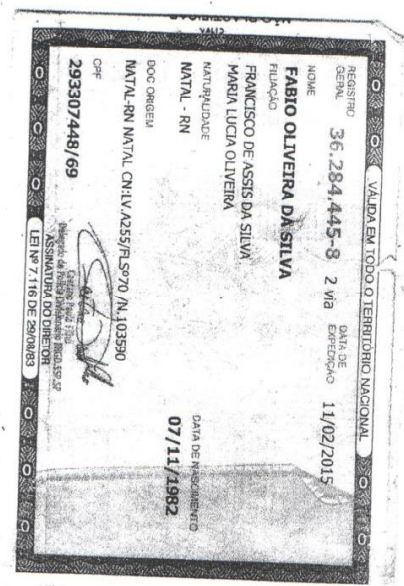 VÁLIDA EM TODO O TERRITÓRIO NACIONAL
REGISTRO GERAL 36.284.445-8 2 via DATA DE EXPEDIÇÃO 11/02/2015
NOME
FABIO OLIVEIRA DA SILVA
FILIAÇÃO
FRANCISCO DE ASSIS DA SILVA
MARIA LUCIA OLIVEIRA
NATURALIDADE DATA DE NASCIMENTO
NATAL - RN 07/11/1982
DOC ORIGEM
NATAL-RN NATAL CN:LV.A255/FLSº70 /N.103590
CPF
293307448/69
ASSINATURA DO DIRETOR
LEI Nº 7.116 DE 29/08/83